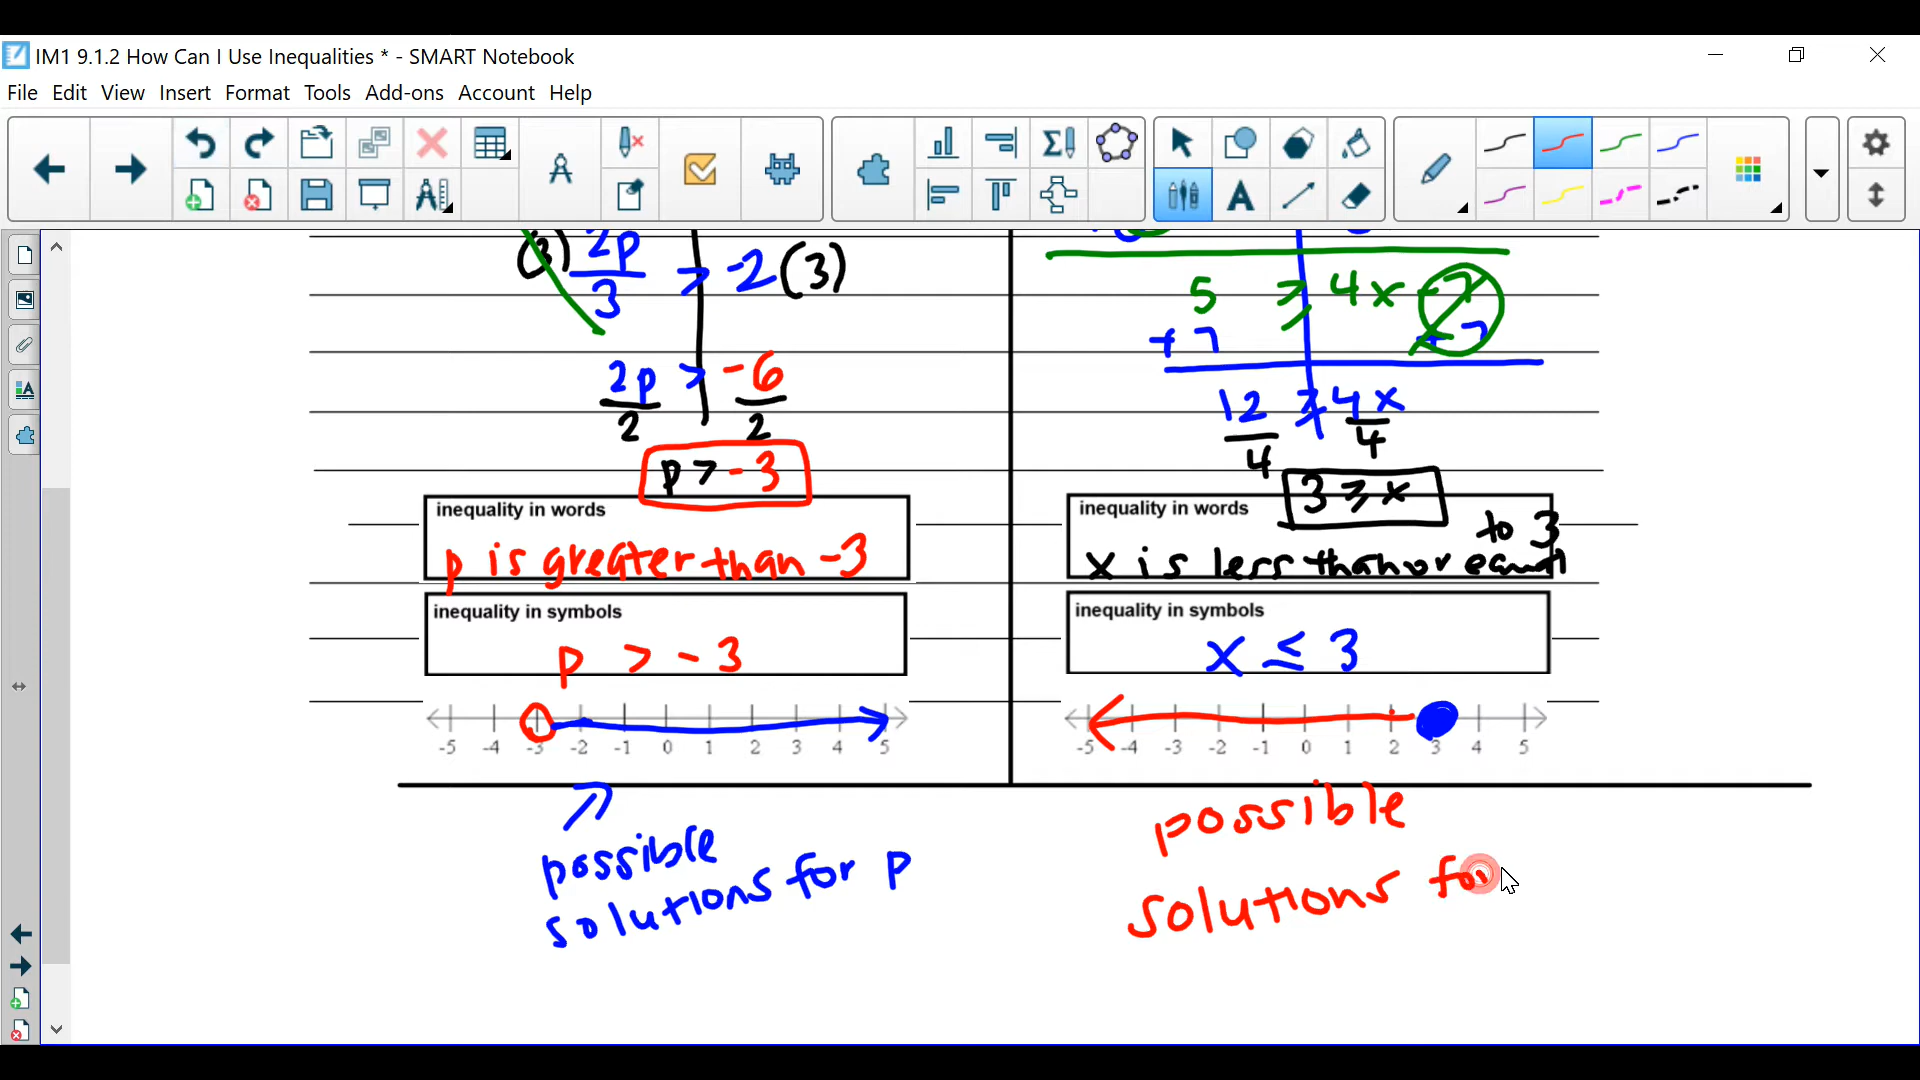 IM1 9.1.2 How Can I Use Inequalities * - SMART Notebook
File Edit View Insert Format Tools Add-ons Account Help
(3) 2p/3 > -2 (3)
2p/2 > -6/2
p > -3
inequality in words
p is greater than -3
inequality in symbols
p > -3
-5 -4 -3 -2 -1 0 1 2 3 4 5
possible
solutions for p
5 ≥ 4x - 7
+ 7 + 7
12/4 ≥ 4x/4
3 ≥ x
inequality in words
to 3
x is less than or equal
inequality in symbols
x ≤ 3
-5 -4 -3 -2 -1 0 1 2 3 4 5
possible
solutions for